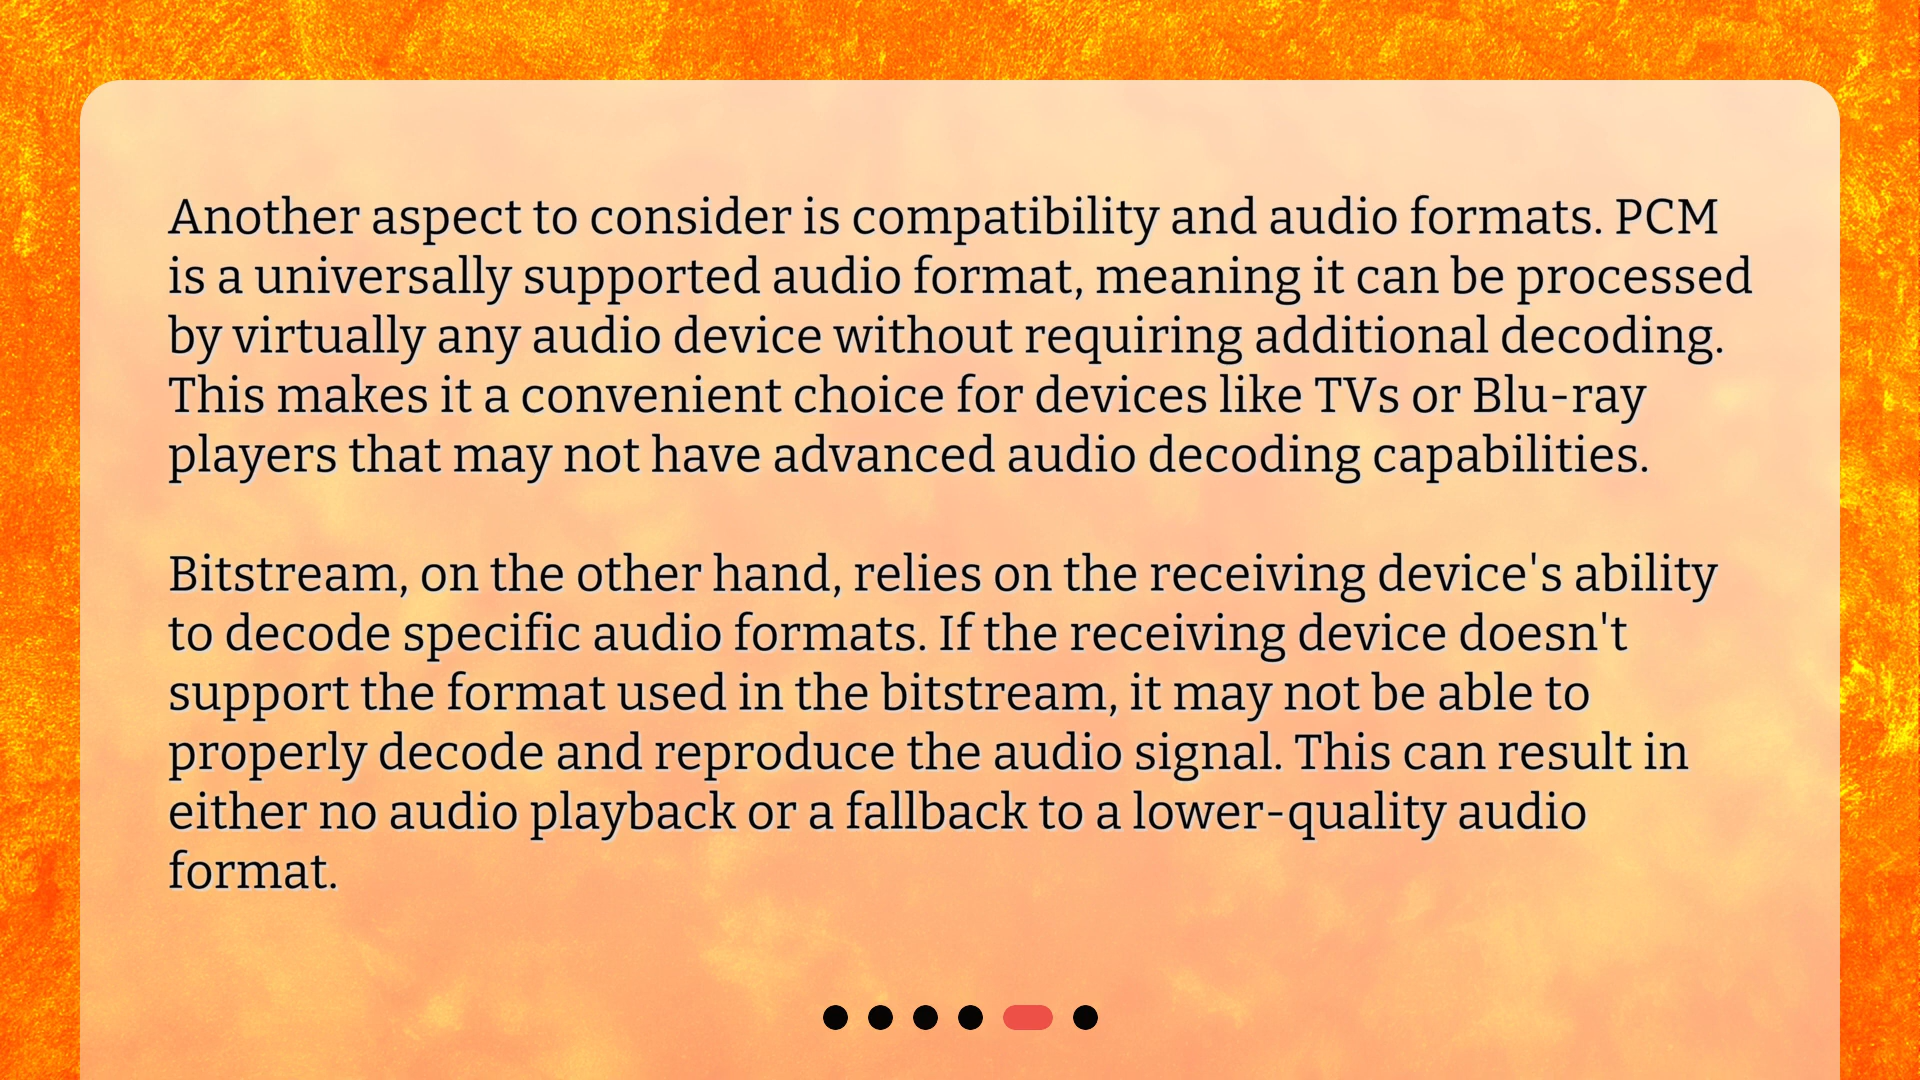 Another aspect to consider is compatibility and audio formats. PCM
is a universally supported audio format, meaning it can be processed
by virtually any audio device without requiring additional decoding.
This makes it a convenient choice for devices like TVs or Blu-ray
players that may not have advanced audio decoding capabilities.
Bitstream, on the other hand, relies on the receiving device's ability
to decode specific audio formats. If the receiving device doesn't
support the format used in the bitstream, it may not be able to
properly decode and reproduce the audio signal. This can result in
either no audio playback or a fallback to a lower-quality audio
format.